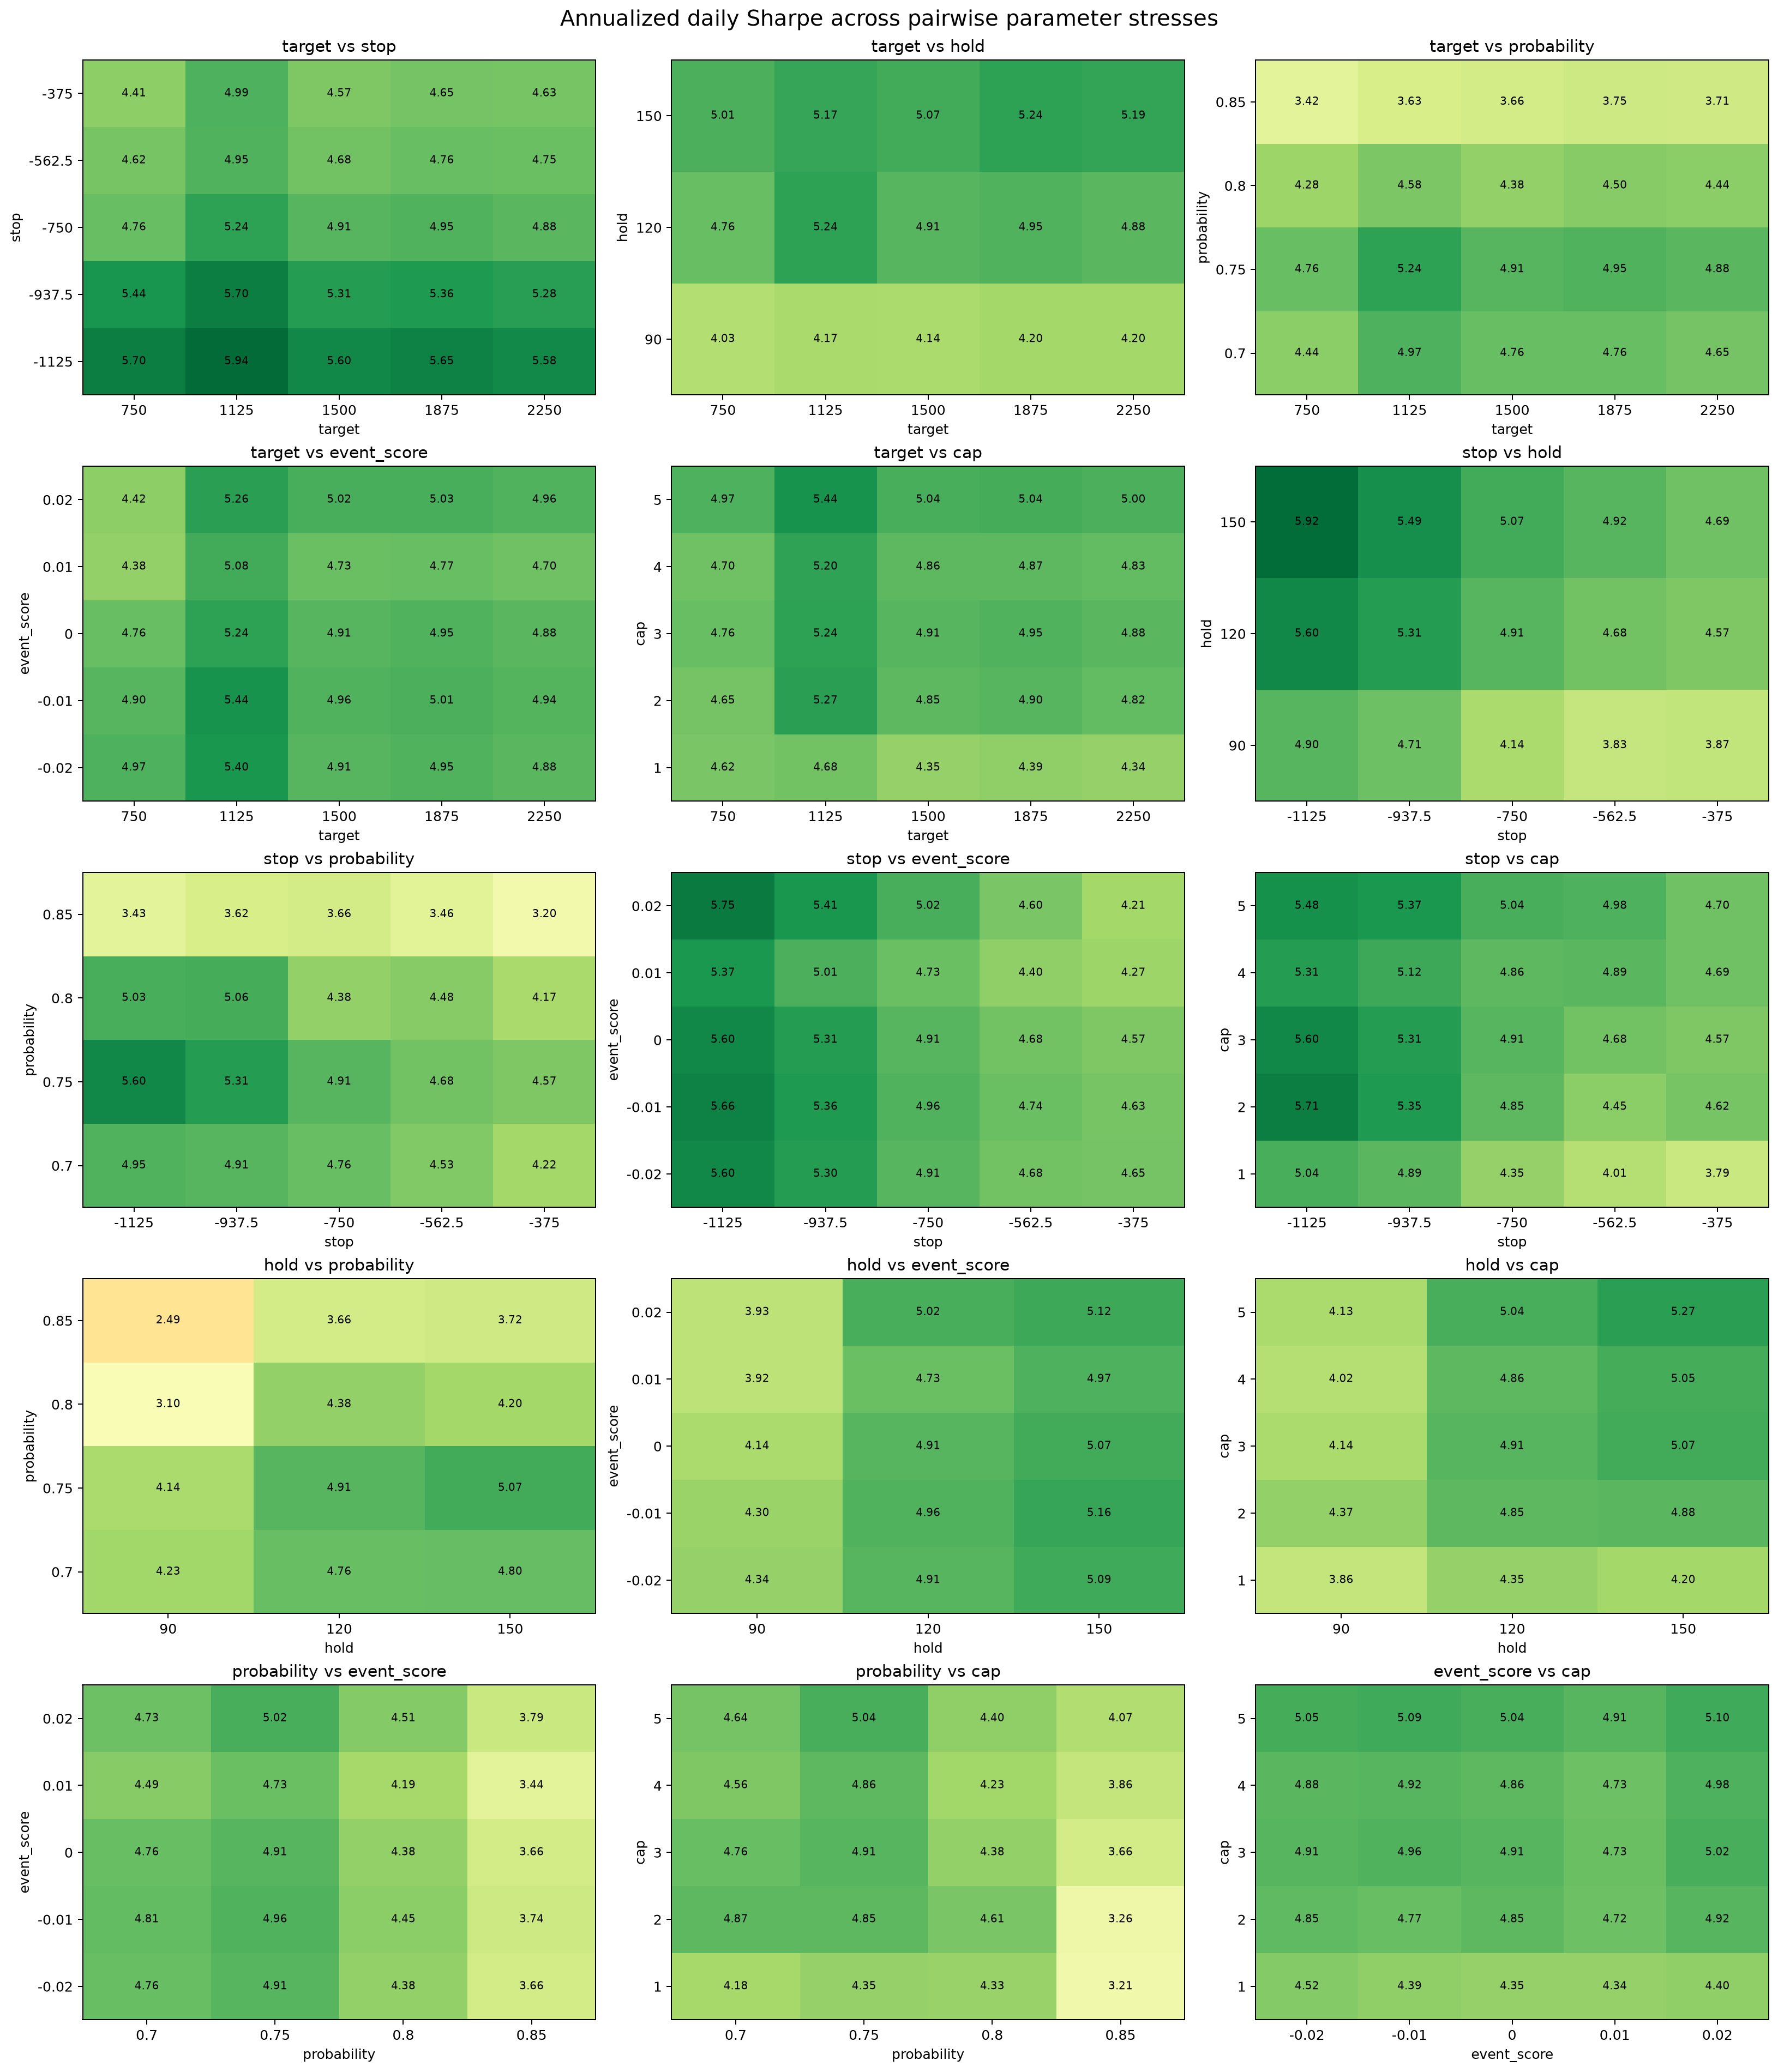 Annualized daily Sharpe across pairwise parameter stresses
target vs stop
stop
-375 4.41 4.99 4.57 4.65 4.63
-562.5 4.62 4.95 4.68 4.76 4.75
-750 4.76 5.24 4.91 4.95 4.88
-937.5 5.44 5.70 5.31 5.36 5.28
-1125 5.70 5.94 5.60 5.65 5.58
750 1125 1500 1875 2250
target
target vs hold
hold
150 5.01 5.17 5.07 5.24 5.19
120 4.76 5.24 4.91 4.95 4.88
90 4.03 4.17 4.14 4.20 4.20
750 1125 1500 1875 2250
target
target vs probability
probability
0.85 3.42 3.63 3.66 3.75 3.71
0.8 4.28 4.58 4.38 4.50 4.44
0.75 4.76 5.24 4.91 4.95 4.88
0.7 4.44 4.97 4.76 4.76 4.65
750 1125 1500 1875 2250
target
target vs event_score
event_score
0.02 4.42 5.26 5.02 5.03 4.96
0.01 4.38 5.08 4.73 4.77 4.70
0 4.76 5.24 4.91 4.95 4.88
-0.01 4.90 5.44 4.96 5.01 4.94
-0.02 4.97 5.40 4.91 4.95 4.88
750 1125 1500 1875 2250
target
target vs cap
cap
5 4.97 5.44 5.04 5.04 5.00
4 4.70 5.20 4.86 4.87 4.83
3 4.76 5.24 4.91 4.95 4.88
2 4.65 5.27 4.85 4.90 4.82
1 4.62 4.68 4.35 4.39 4.34
750 1125 1500 1875 2250
target
stop vs hold
hold
150 5.92 5.49 5.07 4.92 4.69
120 5.60 5.31 4.91 4.68 4.57
90 4.90 4.71 4.14 3.83 3.87
-1125 -937.5 -750 -562.5 -375
stop
stop vs probability
probability
0.85 3.43 3.62 3.66 3.46 3.20
0.8 5.03 5.06 4.38 4.48 4.17
0.75 5.60 5.31 4.91 4.68 4.57
0.7 4.95 4.91 4.76 4.53 4.22
-1125 -937.5 -750 -562.5 -375
stop
stop vs event_score
event_score
0.02 5.75 5.41 5.02 4.60 4.21
0.01 5.37 5.01 4.73 4.40 4.27
0 5.60 5.31 4.91 4.68 4.57
-0.01 5.66 5.36 4.96 4.74 4.63
-0.02 5.60 5.30 4.91 4.68 4.65
-1125 -937.5 -750 -562.5 -375
stop
stop vs cap
cap
5 5.48 5.37 5.04 4.98 4.70
4 5.31 5.12 4.86 4.89 4.69
3 5.60 5.31 4.91 4.68 4.57
2 5.71 5.35 4.85 4.45 4.62
1 5.04 4.89 4.35 4.01 3.79
-1125 -937.5 -750 -562.5 -375
stop
hold vs probability
probability
0.85 2.49 3.66 3.72
0.8 3.10 4.38 4.20
0.75 4.14 4.91 5.07
0.7 4.23 4.76 4.80
90 120 150
hold
hold vs event_score
event_score
0.02 3.93 5.02 5.12
0.01 3.92 4.73 4.97
0 4.14 4.91 5.07
-0.01 4.30 4.96 5.16
-0.02 4.34 4.91 5.09
90 120 150
hold
hold vs cap
cap
5 4.13 5.04 5.27
4 4.02 4.86 5.05
3 4.14 4.91 5.07
2 4.37 4.85 4.88
1 3.86 4.35 4.20
90 120 150
hold
probability vs event_score
event_score
0.02 4.73 5.02 4.51 3.79
0.01 4.49 4.73 4.19 3.44
0 4.76 4.91 4.38 3.66
-0.01 4.81 4.96 4.45 3.74
-0.02 4.76 4.91 4.38 3.66
0.7 0.75 0.8 0.85
probability
probability vs cap
cap
5 4.64 5.04 4.40 4.07
4 4.56 4.86 4.23 3.86
3 4.76 4.91 4.38 3.66
2 4.87 4.85 4.61 3.26
1 4.18 4.35 4.33 3.21
0.7 0.75 0.8 0.85
probability
event_score vs cap
cap
5 5.05 5.09 5.04 4.91 5.10
4 4.88 4.92 4.86 4.73 4.98
3 4.91 4.96 4.91 4.73 5.02
2 4.85 4.77 4.85 4.72 4.92
1 4.52 4.39 4.35 4.34 4.40
-0.02 -0.01 0 0.01 0.02
event_score